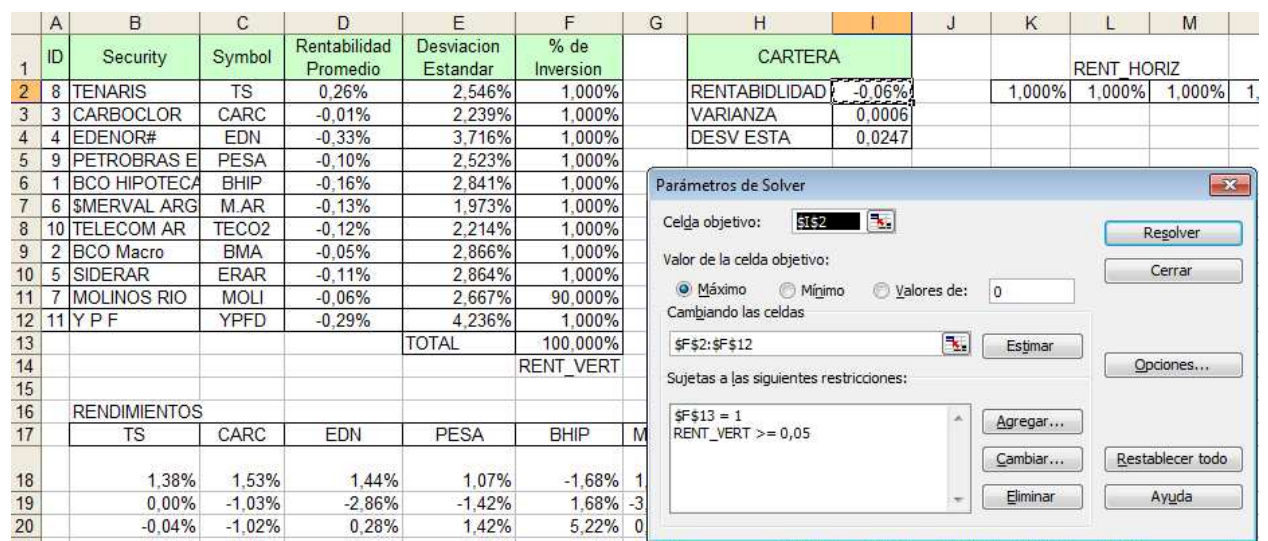 A B C D E F G H I J K L M
1 ID Security Symbol Rentabilidad Promedio Desviacion Estandar % de Inversion CARTERA RENT_HORIZ
2 8 TENARIS TS 0,26% 2,546% 1,000% RENTABIDLIDAD -0,06% 1,000% 1,000% 1,000% 1,
3 3 CARBOCLOR CARC -0,01% 2,239% 1,000% VARIANZA 0,0006
4 4 EDENOR# EDN -0,33% 3,716% 1,000% DESV ESTA 0,0247
5 9 PETROBRAS E PESA -0,10% 2,523% 1,000%
6 1 BCO HIPOTECA BHIP -0,16% 2,841% 1,000%
7 6 $MERVAL ARG M.AR -0,13% 1,973% 1,000%
8 10 TELECOM AR TECO2 -0,12% 2,214% 1,000%
9 2 BCO Macro BMA -0,05% 2,866% 1,000%
10 5 SIDERAR ERAR -0,11% 2,864% 1,000%
11 7 MOLINOS RIO MOLI -0,06% 2,667% 90,000%
12 11 Y P F YPFD -0,29% 4,236% 1,000%
13 TOTAL 100,000%
14 RENT_VERT
15
16 RENDIMIENTOS
17 TS CARC EDN PESA BHIP M
18 1,38% 1,53% 1,44% 1,07% -1,68% 1,
19 0,00% -1,03% -2,86% -1,42% 1,68% -3,
20 -0,04% -1,02% 0,28% 1,42% 5,22% 0,
Parámetros de Solver
Celda objetivo: $I$2
Resolver
Valor de la celda objetivo:
Cerrar
Máximo Mínimo Valores de: 0
Cambiando las celdas
$F$2:$F$12 Estimar
Opciones...
Sujetas a las siguientes restricciones:
$F$13 = 1
RENT_VERT >= 0,05
Agregar...
Cambiar... Restablecer todo
Eliminar Ayuda